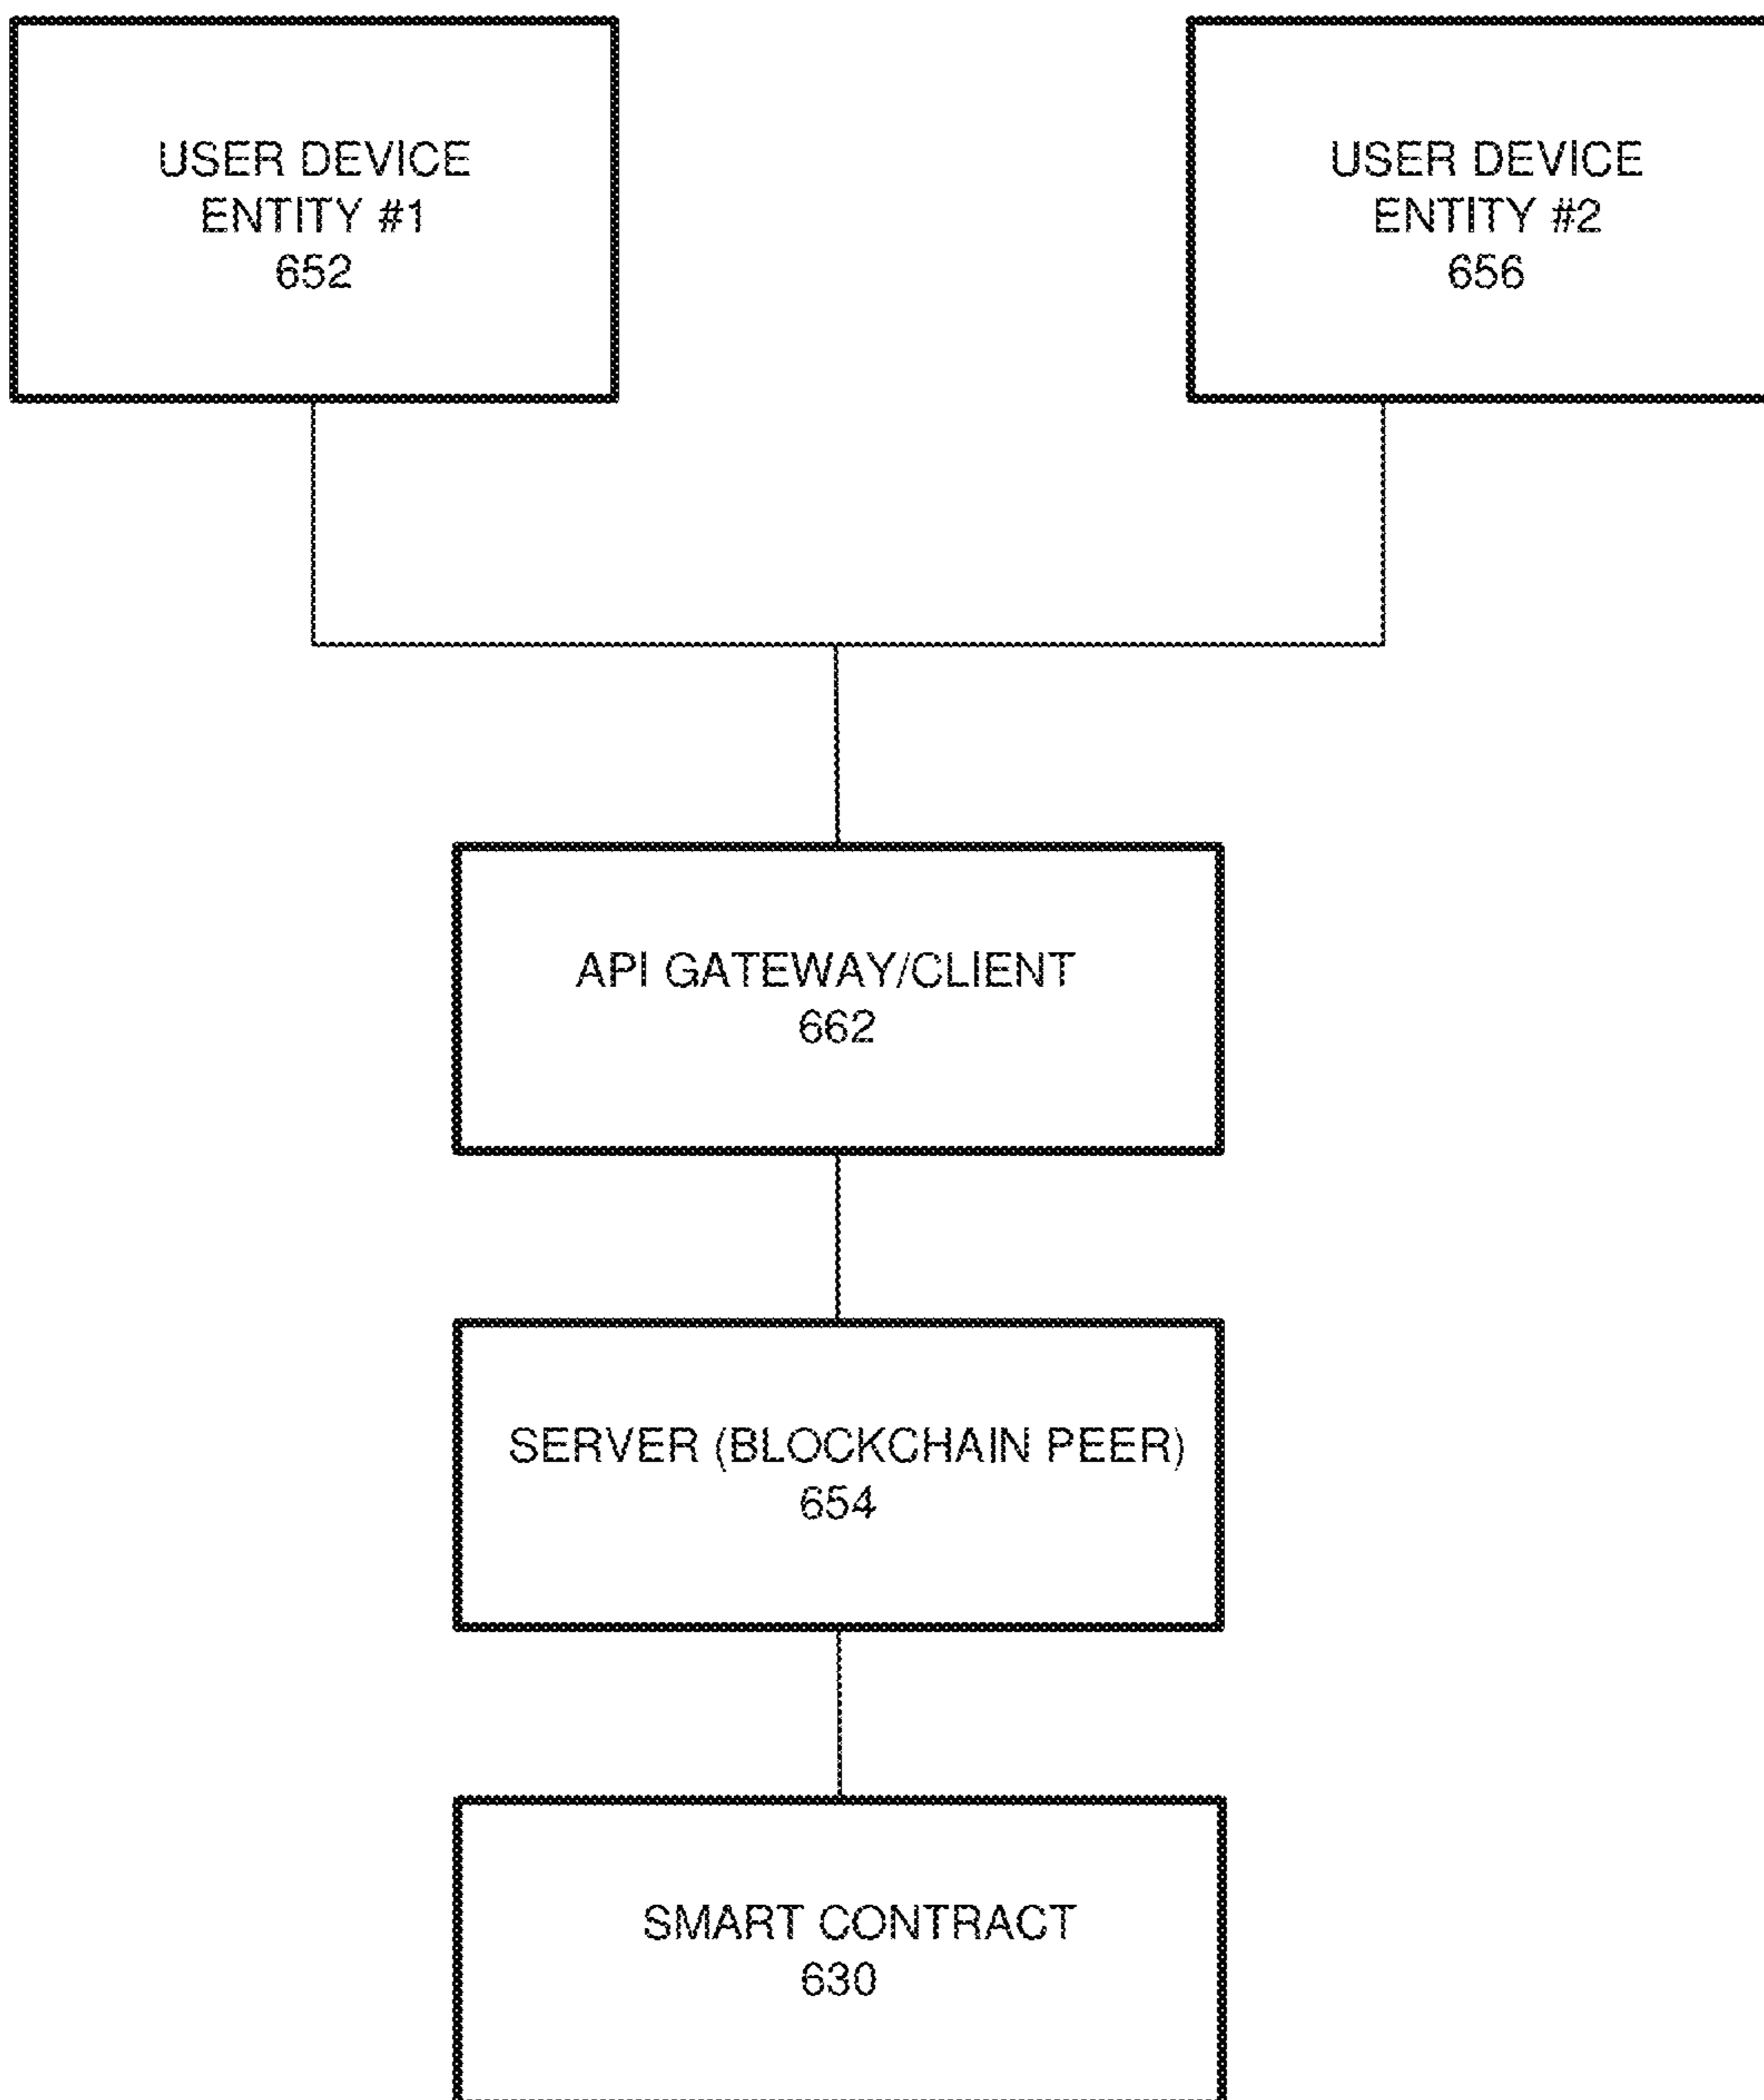 USER DEVICE
ENTITY #1
652
USER DEVICE
ENTITY #2
656
API GATEWAY/CLIENT
662
SERVER (BLOCKCHAIN PEER)
654
SMART CONTRACT
630